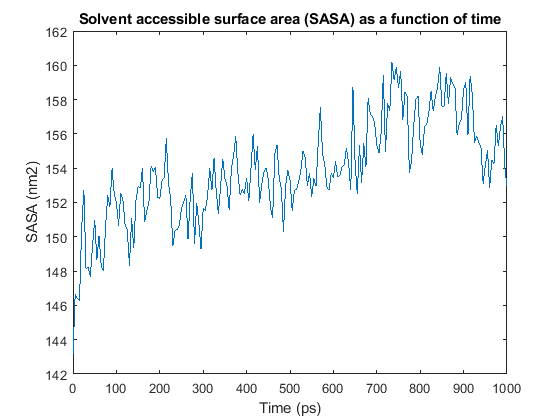 Solvent accessible surface area (SASA) as a function of time
162
160
158
156
154
152
150
148
146
144
142
SASA (nm2)
0 100 200 300 400 500 600 700 800 900 1000
Time (ps)